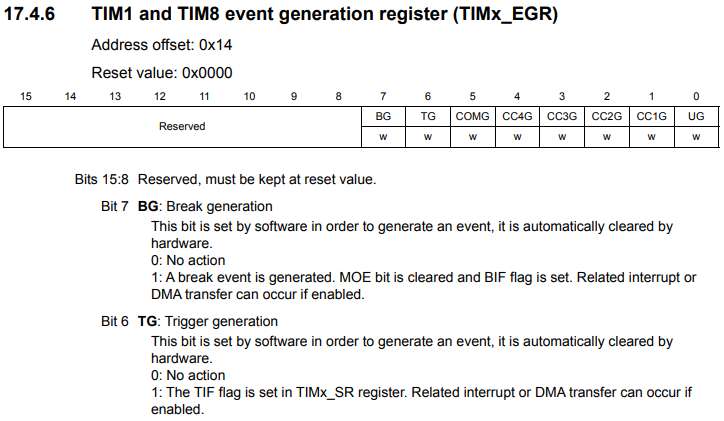 17.4.6 TIM1 and TIM8 event generation register (TIMx_EGR)
Address offset: 0x14
Reset value: 0x0000
15 14 13 12 11 10 9 8 7 6 5 4 3 2 1 0
Reserved BG TG COMG CC4G CC3G CC2G CC1G UG
w w w w w w w w
Bits 15:8 Reserved, must be kept at reset value.
Bit 7 BG: Break generation
This bit is set by software in order to generate an event, it is automatically cleared by
hardware.
0: No action
1: A break event is generated. MOE bit is cleared and BIF flag is set. Related interrupt or
DMA transfer can occur if enabled.
Bit 6 TG: Trigger generation
This bit is set by software in order to generate an event, it is automatically cleared by
hardware.
0: No action
1: The TIF flag is set in TIMx_SR register. Related interrupt or DMA transfer can occur if
enabled.